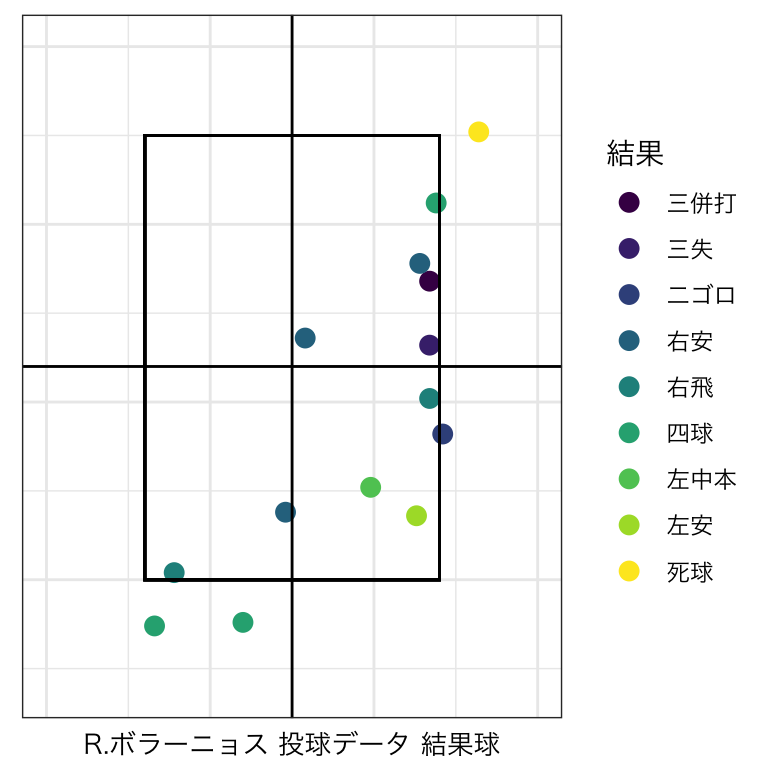 結果
三併打
三失
ニゴロ
右安
右飛
四球
左中本
左安
死球
R.ボラーニョス 投球データ 結果球